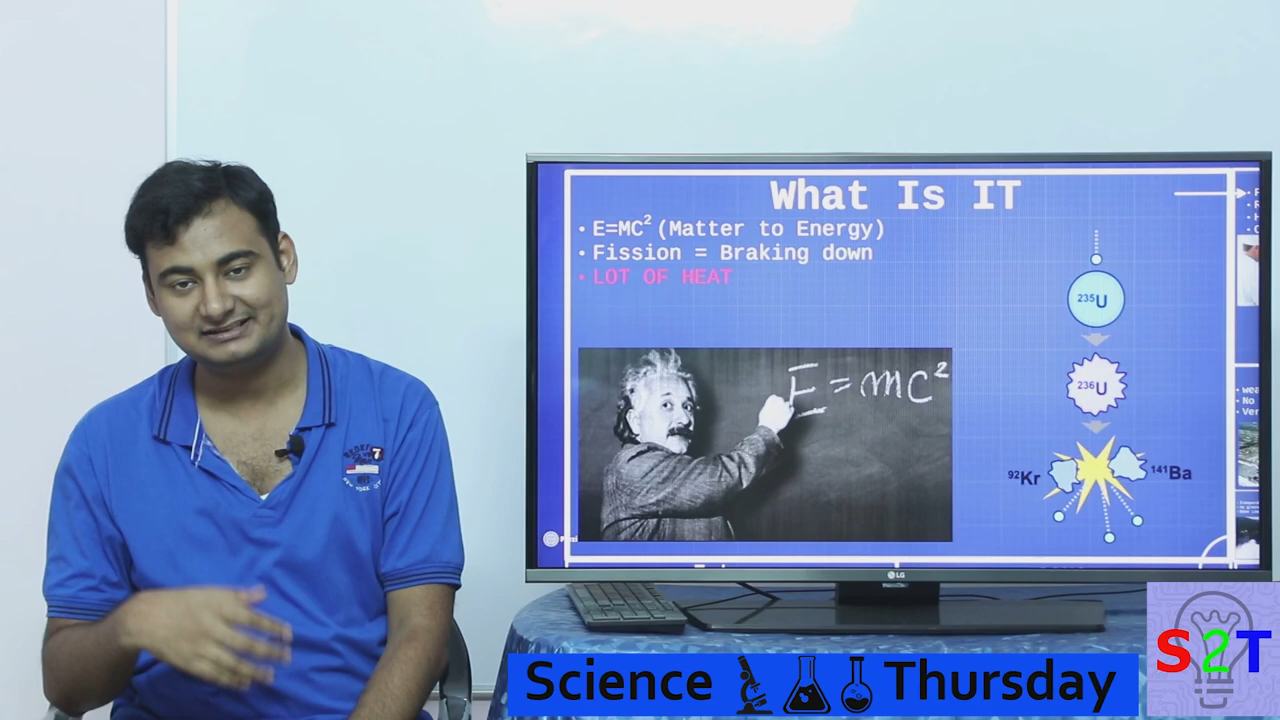 What Is IT
• E=MC² (Matter to Energy)
• Fission = Braking down
• LOT OF HEAT
E = mc²
²³⁵U
²³⁶U
⁹²Kr
¹⁴¹Ba
LG
Science Thursday
S2T